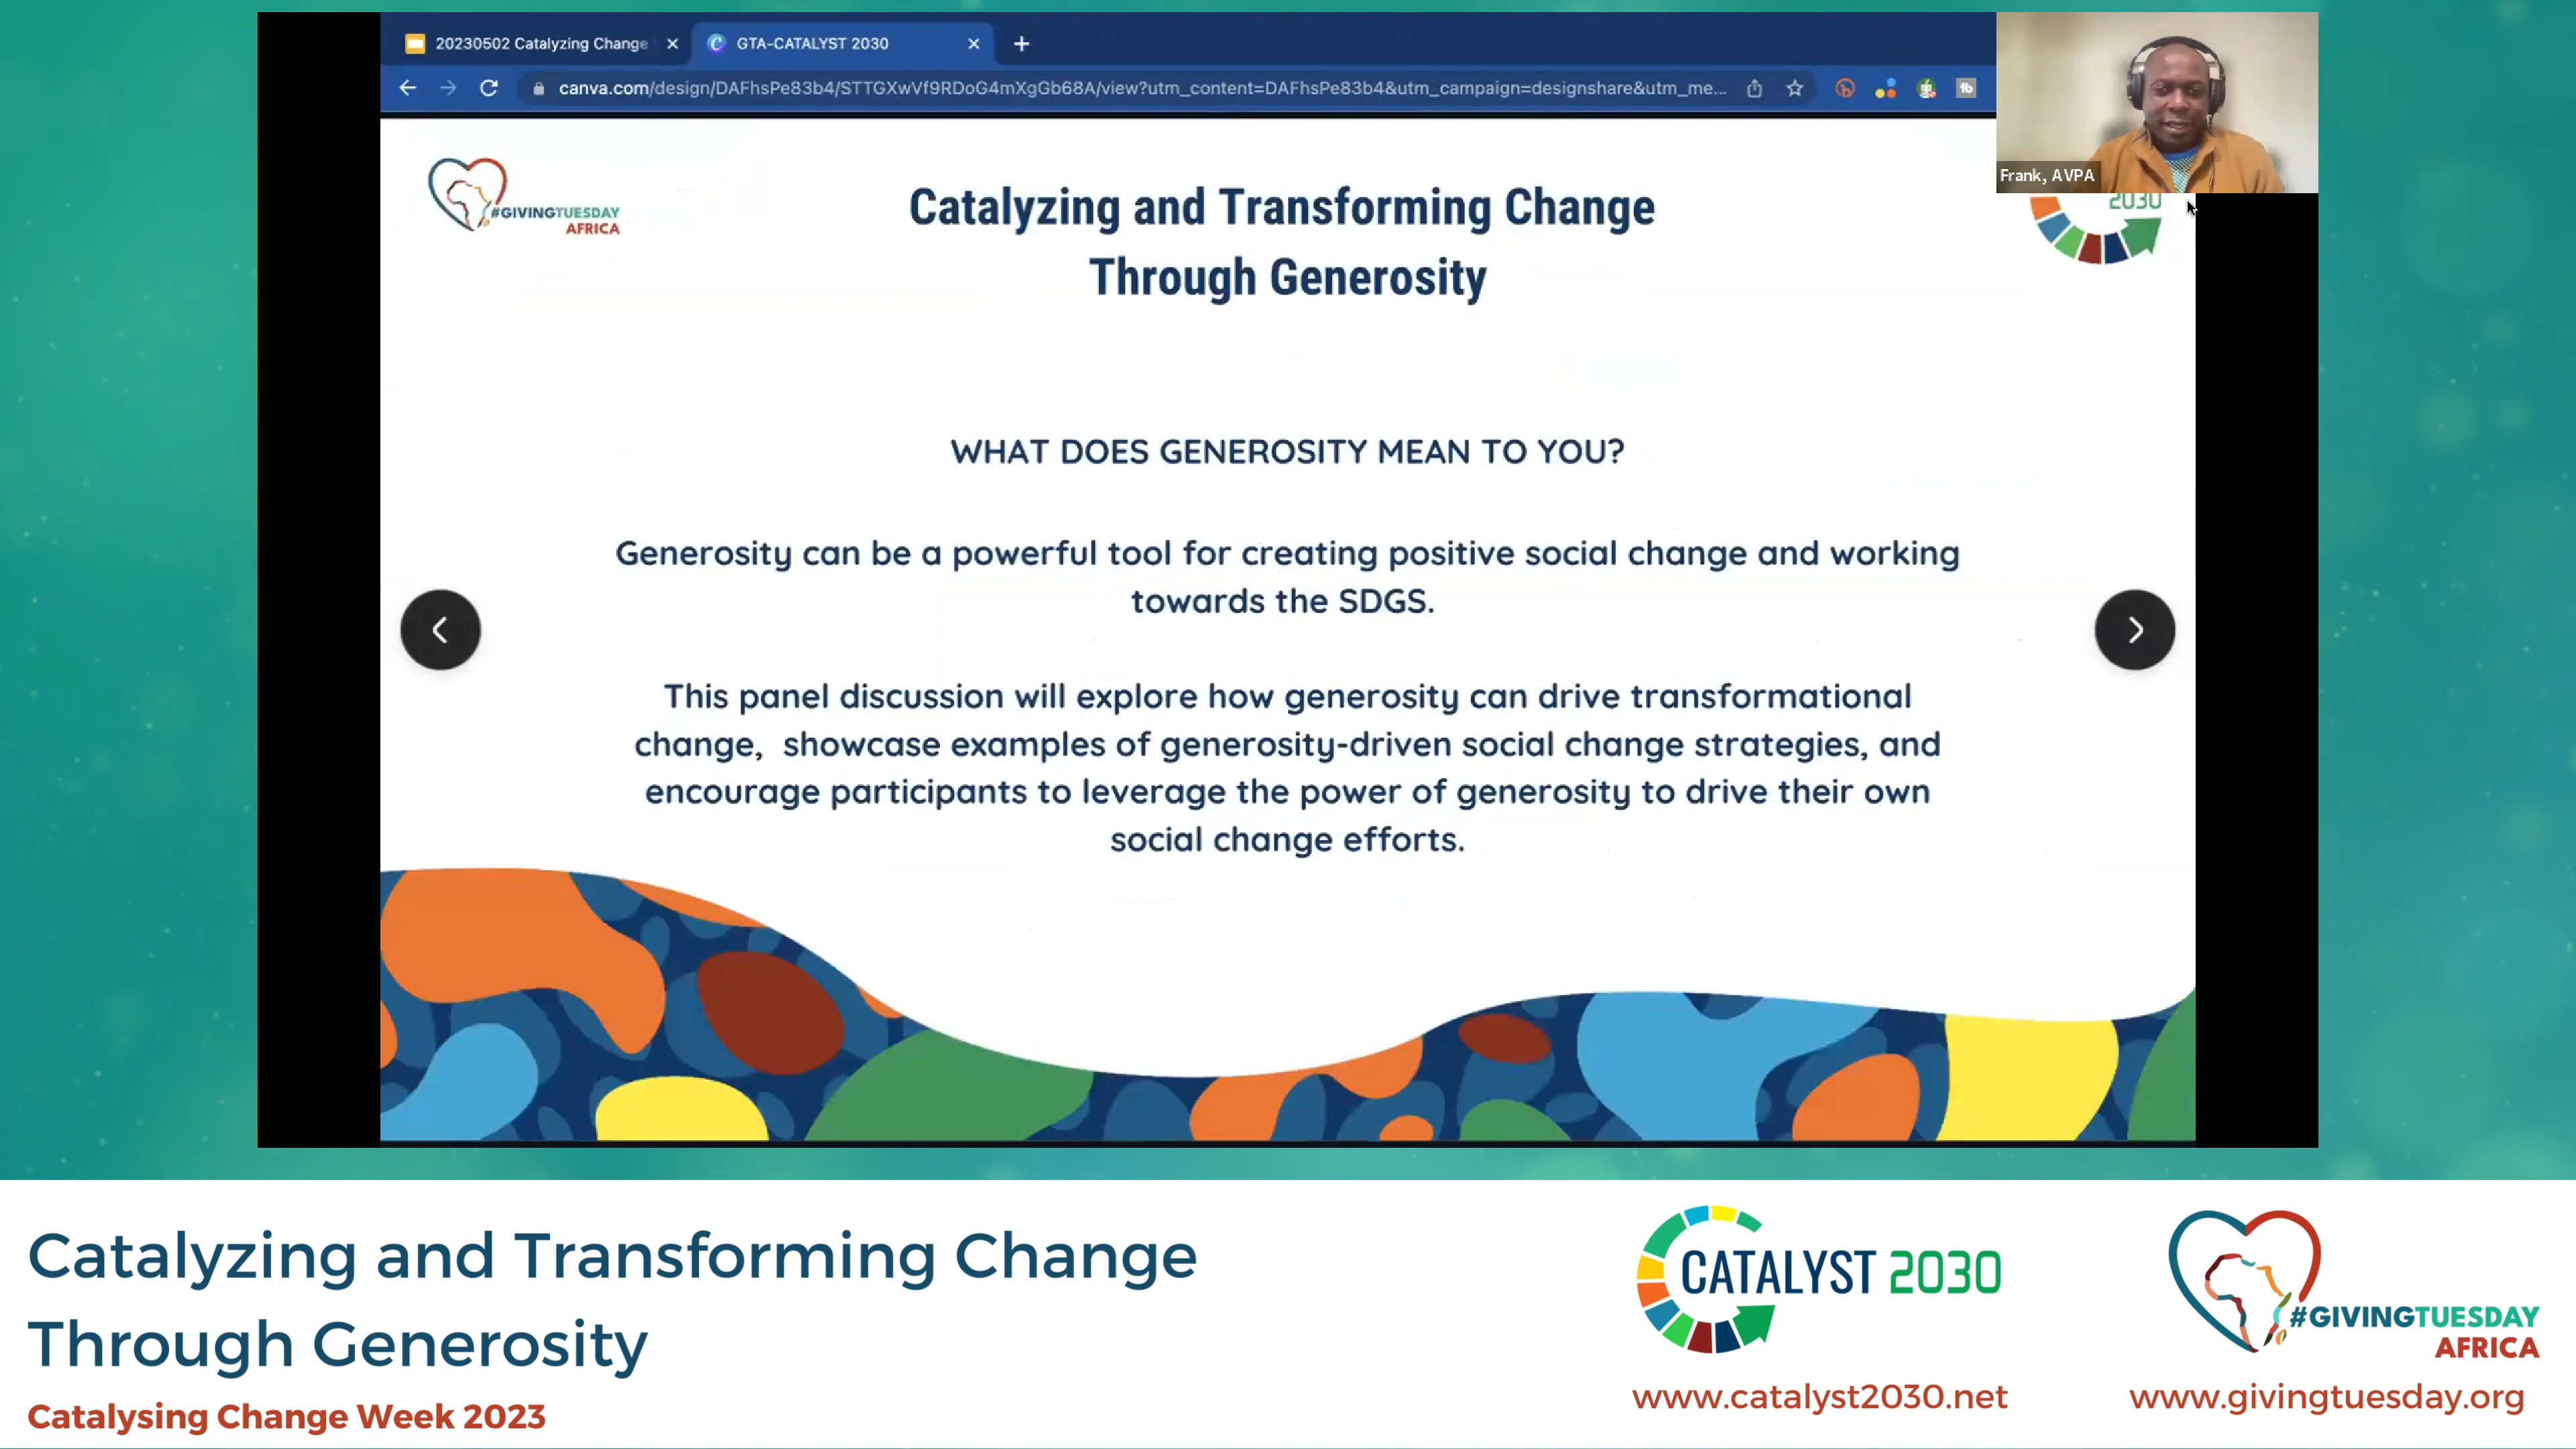 20230502 Catalyzing Change
GTA-CATALYST 2030
canva.com/design/DAFhsPe83b4/STTGXwVf9RDoG4mXgGb68A/view?utm_content=DAFhsPe83b4&utm_campaign=designshare&utm_me...
tb
Frank, AVPA
#GIVINGTUESDAY
AFRICA
2030
Catalyzing and Transforming Change
Through Generosity
WHAT DOES GENEROSITY MEAN TO YOU?
Generosity can be a powerful tool for creating positive social change and working
towards the SDGS.
This panel discussion will explore how generosity can drive transformational
change, showcase examples of generosity-driven social change strategies, and
encourage participants to leverage the power of generosity to drive their own
social change efforts.
Catalyzing and Transforming Change
Through Generosity
Catalysing Change Week 2023
CATALYST 2030
www.catalyst2030.net
#GIVINGTUESDAY
AFRICA
www.givingtuesday.org